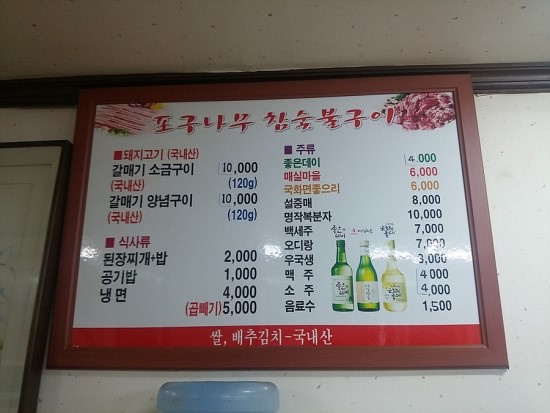 포구나무 참숯불구이
■돼지고기 (국내산)
갈매기 소금구이 10,000
(국내산) (120g)
갈매기 양념구이 10,000
(국내산) (120g)
■ 식사류
된장찌개+밥 2,000
공기밥 1,000
냉 면 4,000
(곱빼기) 5,000
■ 주류
좋은데이 4,000
매실마을 6,000
국화면좋으리 6,000
설중매 8,000
명작복분자 10,000
백세주 7,000
오디랑 7,000
우국생 3,000
맥 주 4,000
소 주 4,000
음료수 1,500
쌀, 배추김치-국내산